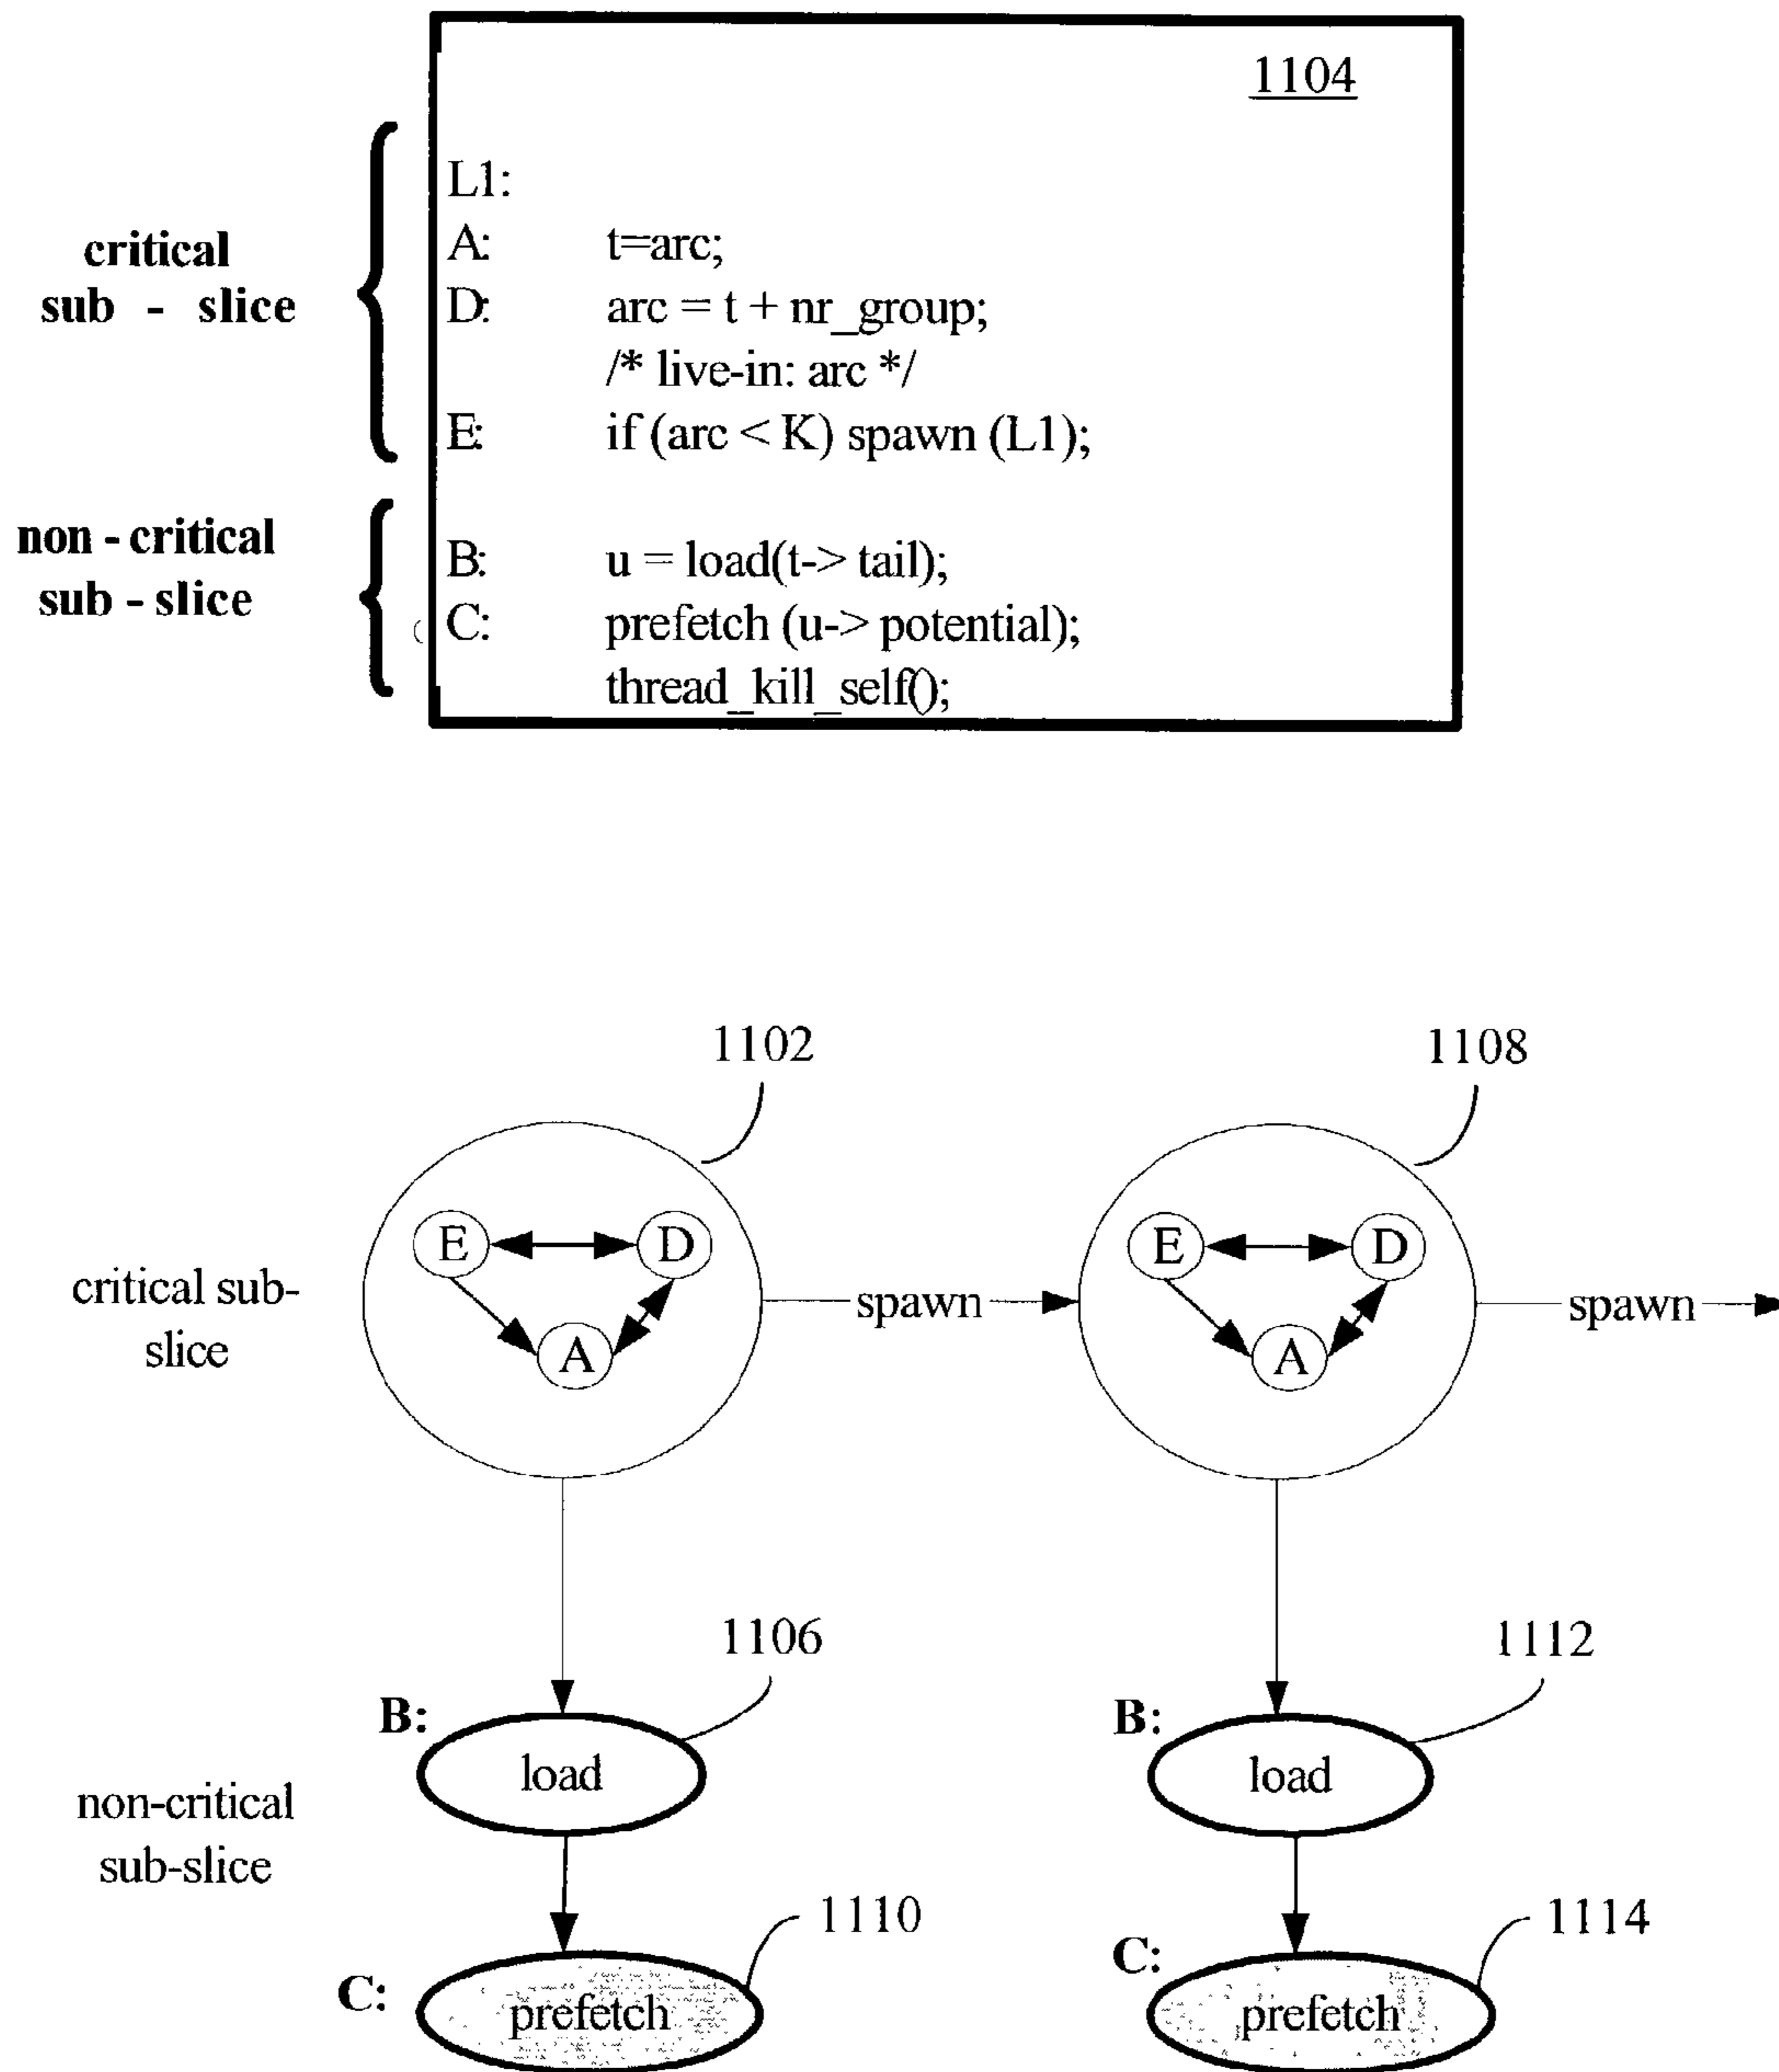 1104
critical
sub - slice
L1:
A: t=arc;
D: arc = t + nr_group;
/* live-in: arc */
E: if (arc < K) spawn (L1);
non - critical
sub - slice
B: u = load(t-> tail);
C: prefetch (u-> potential);
thread_kill_self();
1102
1108
E D
A
E D
A
critical sub-
slice
spawn
spawn
1106
1112
B:
load
B:
load
non-critical
sub-slice
1110
1114
C:
prefetch
C:
prefetch